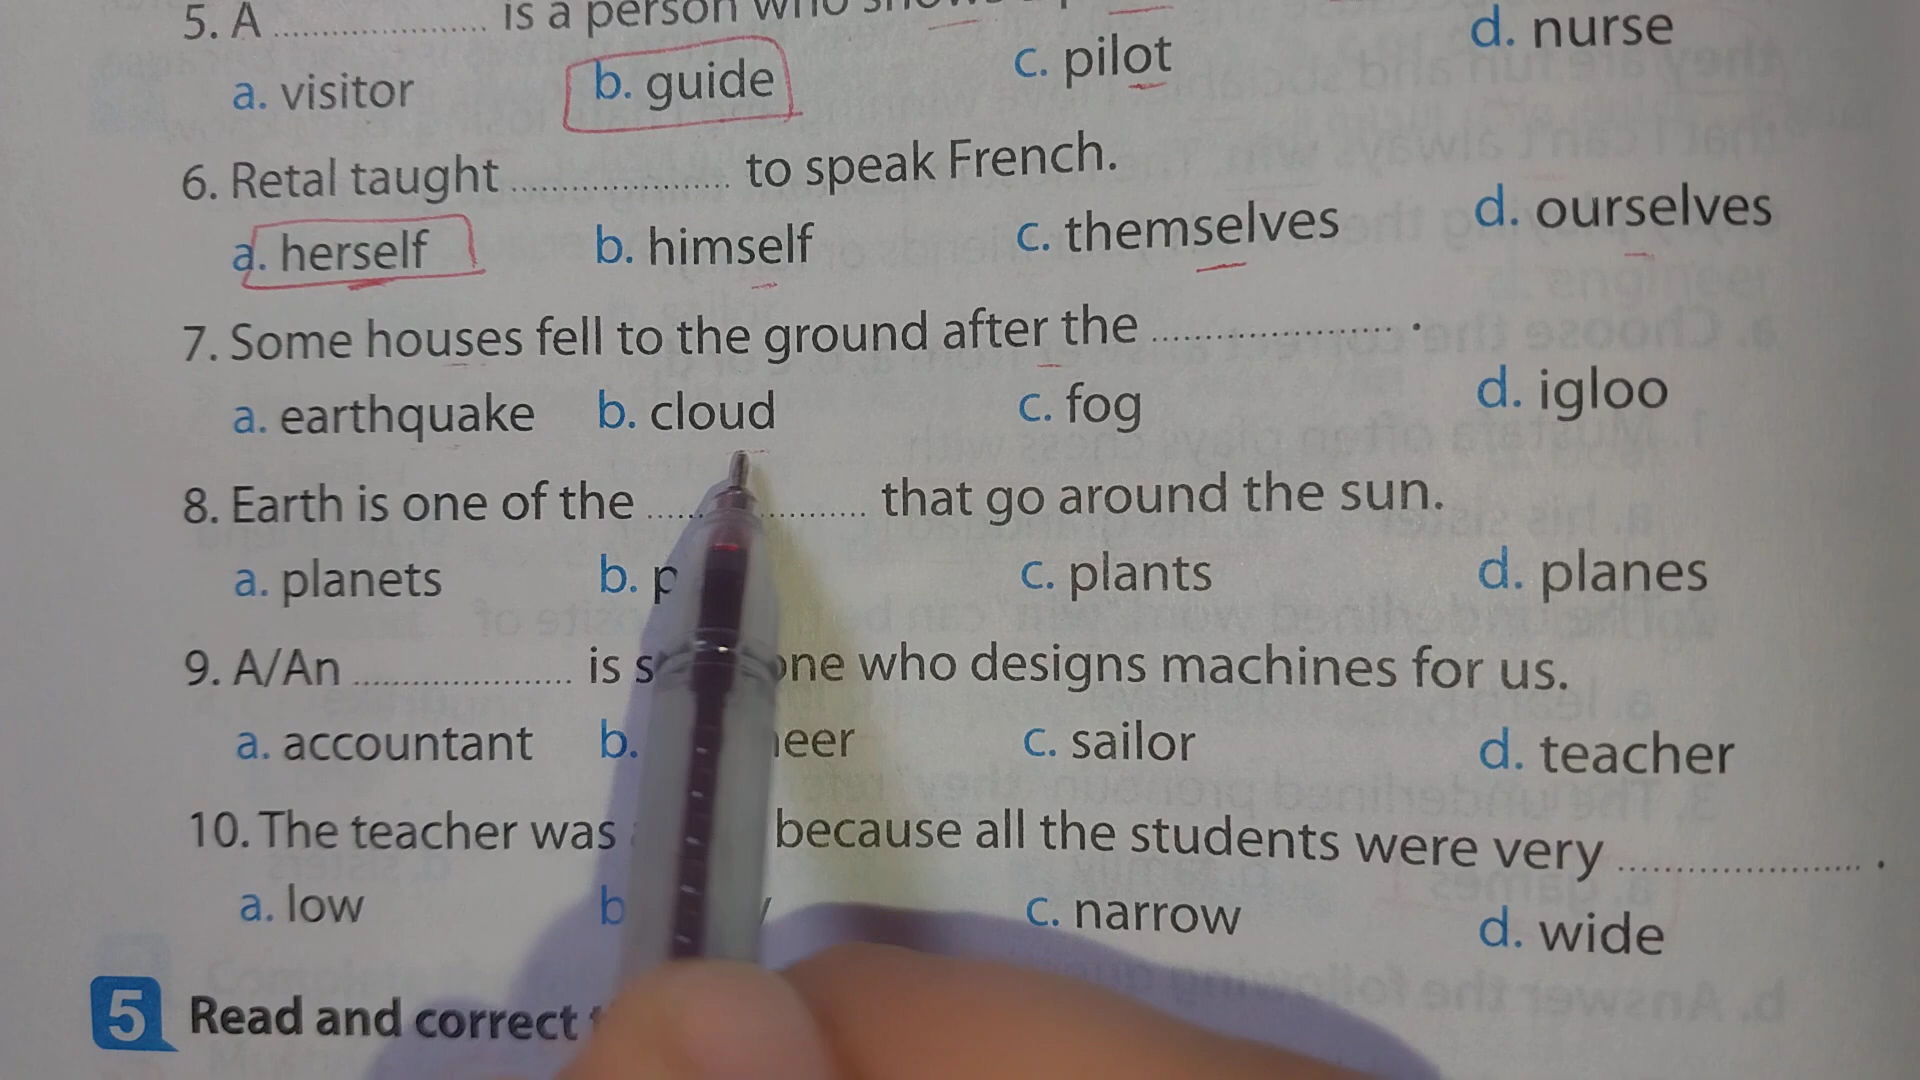 5. A ..................... is a person who
a. visitor b. guide c. pilot d. nurse
6. Retal taught ..................... to speak French.
a. herself b. himself c. themselves d. ourselves
7. Some houses fell to the ground after the ..................... .
a. earthquake b. cloud c. fog d. igloo
8. Earth is one of the ..................... that go around the sun.
a. planets b. c. plants d. planes
9. A/An ..................... is who designs machines for us.
a. accountant b. c. sailor d. teacher
10. The teacher was because all the students were very ..................... .
a. low b c. narrow d. wide
5 Read and correct